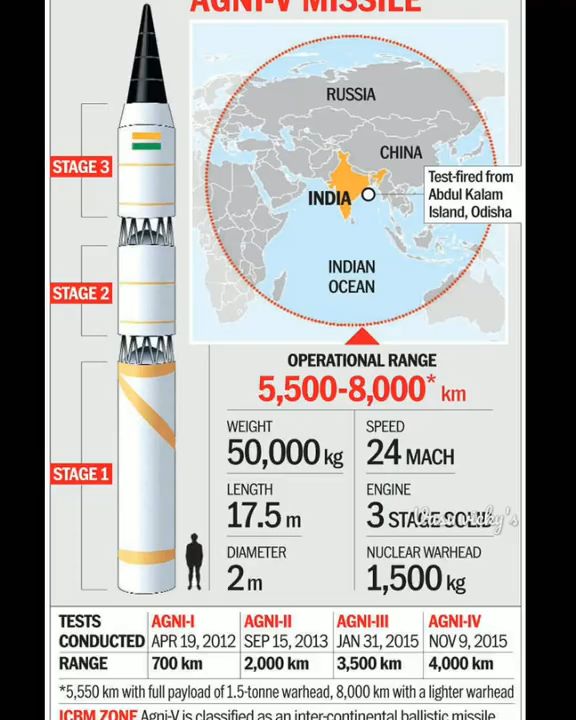 AGNI-V MISSILE
RUSSIA
CHINA
INDIA
Test-fired from
Abdul Kalam
Island, Odisha
INDIAN
OCEAN
STAGE 3
STAGE 2
STAGE 1
OPERATIONAL RANGE
5,500-8,000* km
WEIGHT
50,000 kg
SPEED
24 MACH
LENGTH
17.5 m
ENGINE
3 STAGE SOLID
DIAMETER
2 m
NUCLEAR WARHEAD
1,500 kg
TESTS CONDUCTED
AGNI-I AGNI-II AGNI-III AGNI-IV
APR 19, 2012 SEP 15, 2013 JAN 31, 2015 NOV 9, 2015
RANGE 700 km 2,000 km 3,500 km 4,000 km
*5,550 km with full payload of 1.5-tonne warhead, 8,000 km with a lighter warhead
ICBM ZONE Agni-V is classified as an inter-continental ballistic missile